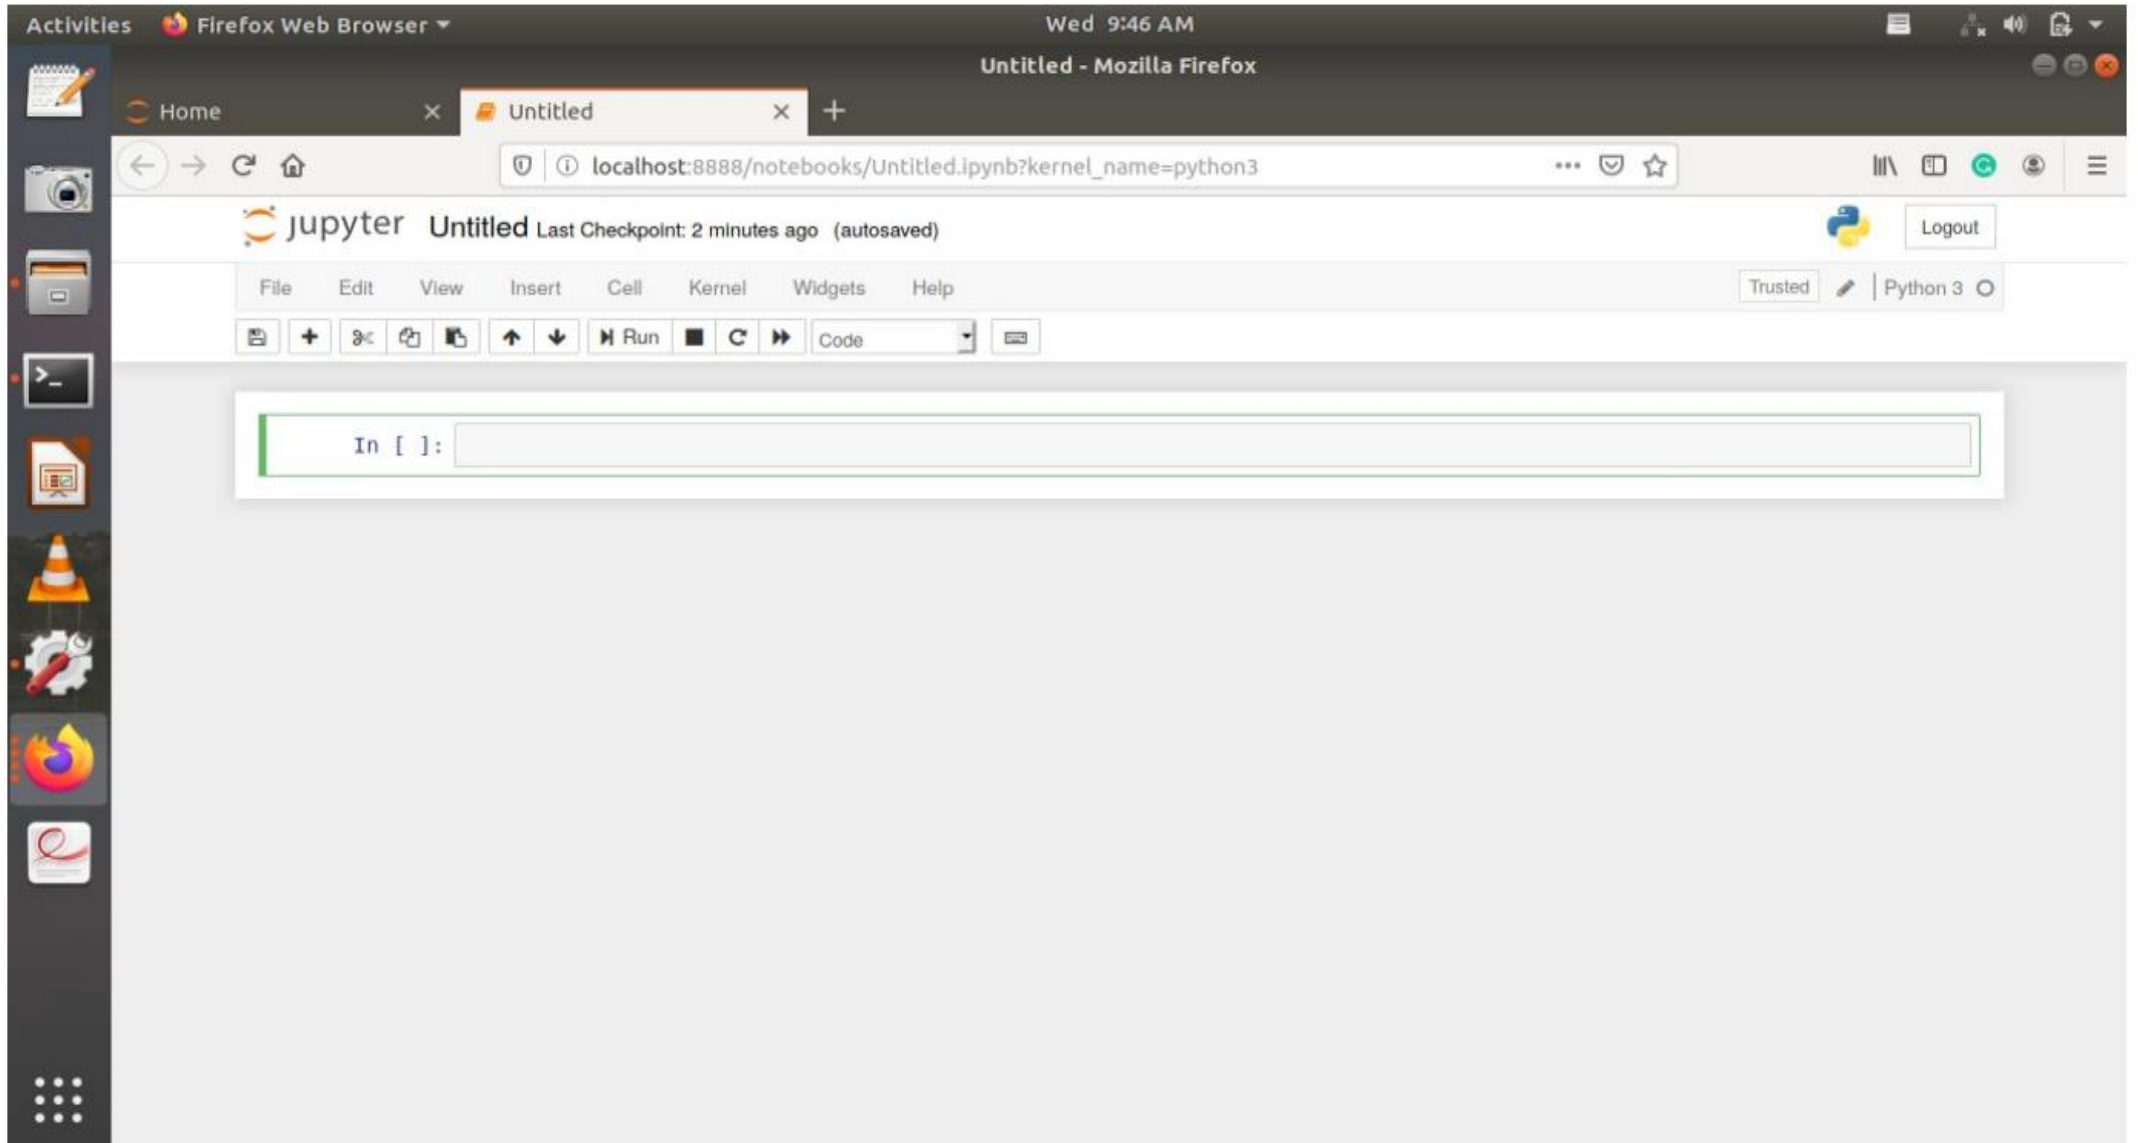 Activities Firefox Web Browser Wed 9:46 AM
Untitled - Mozilla Firefox
Home Untitled
localhost:8888/notebooks/Untitled.ipynb?kernel_name=python3
jupyter Untitled Last Checkpoint: 2 minutes ago (autosaved) Logout
File Edit View Insert Cell Kernel Widgets Help Trusted Python 3
Run Code
In [ ]: